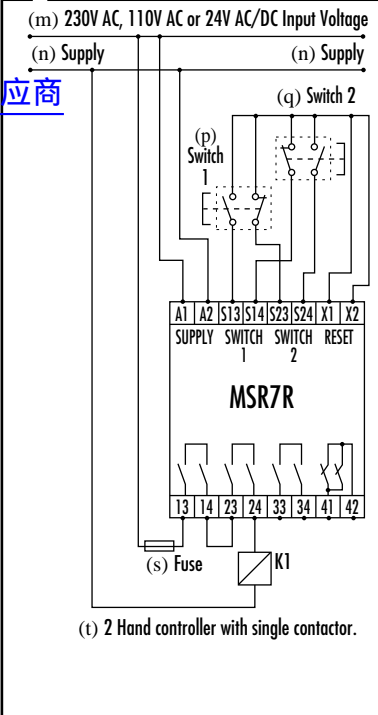 (m) 230V AC, 110V AC or 24V AC/DC Input Voltage
(n) Supply
(n) Supply
应商
(q) Switch 2
(p)
Switch
1
A1 A2 S13 S14 S23 S24 X1 X2
SUPPLY SWITCH 1 SWITCH 2 RESET
MSR7R
13 14 23 24 33 34 41 42
(s) Fuse
K1
(t) 2 Hand controller with single contactor.